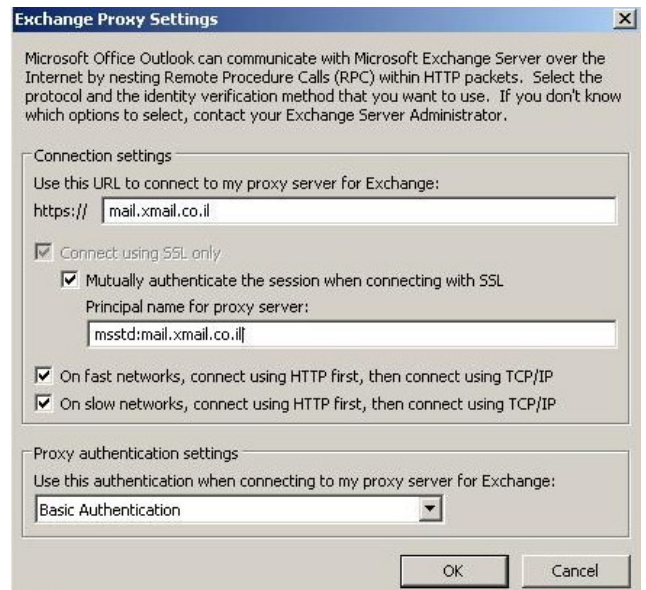 Exchange Proxy Settings
Microsoft Office Outlook can communicate with Microsoft Exchange Server over the
Internet by nesting Remote Procedure Calls (RPC) within HTTP packets. Select the
protocol and the identity verification method that you want to use. If you don't know
which options to select, contact your Exchange Server Administrator.
Connection settings
Use this URL to connect to my proxy server for Exchange:
https:// mail.xmail.co.il
Connect using SSL only
Mutually authenticate the session when connecting with SSL
Principal name for proxy server:
msstd:mail.xmail.co.il
On fast networks, connect using HTTP first, then connect using TCP/IP
On slow networks, connect using HTTP first, then connect using TCP/IP
Proxy authentication settings
Use this authentication when connecting to my proxy server for Exchange:
Basic Authentication
OK Cancel